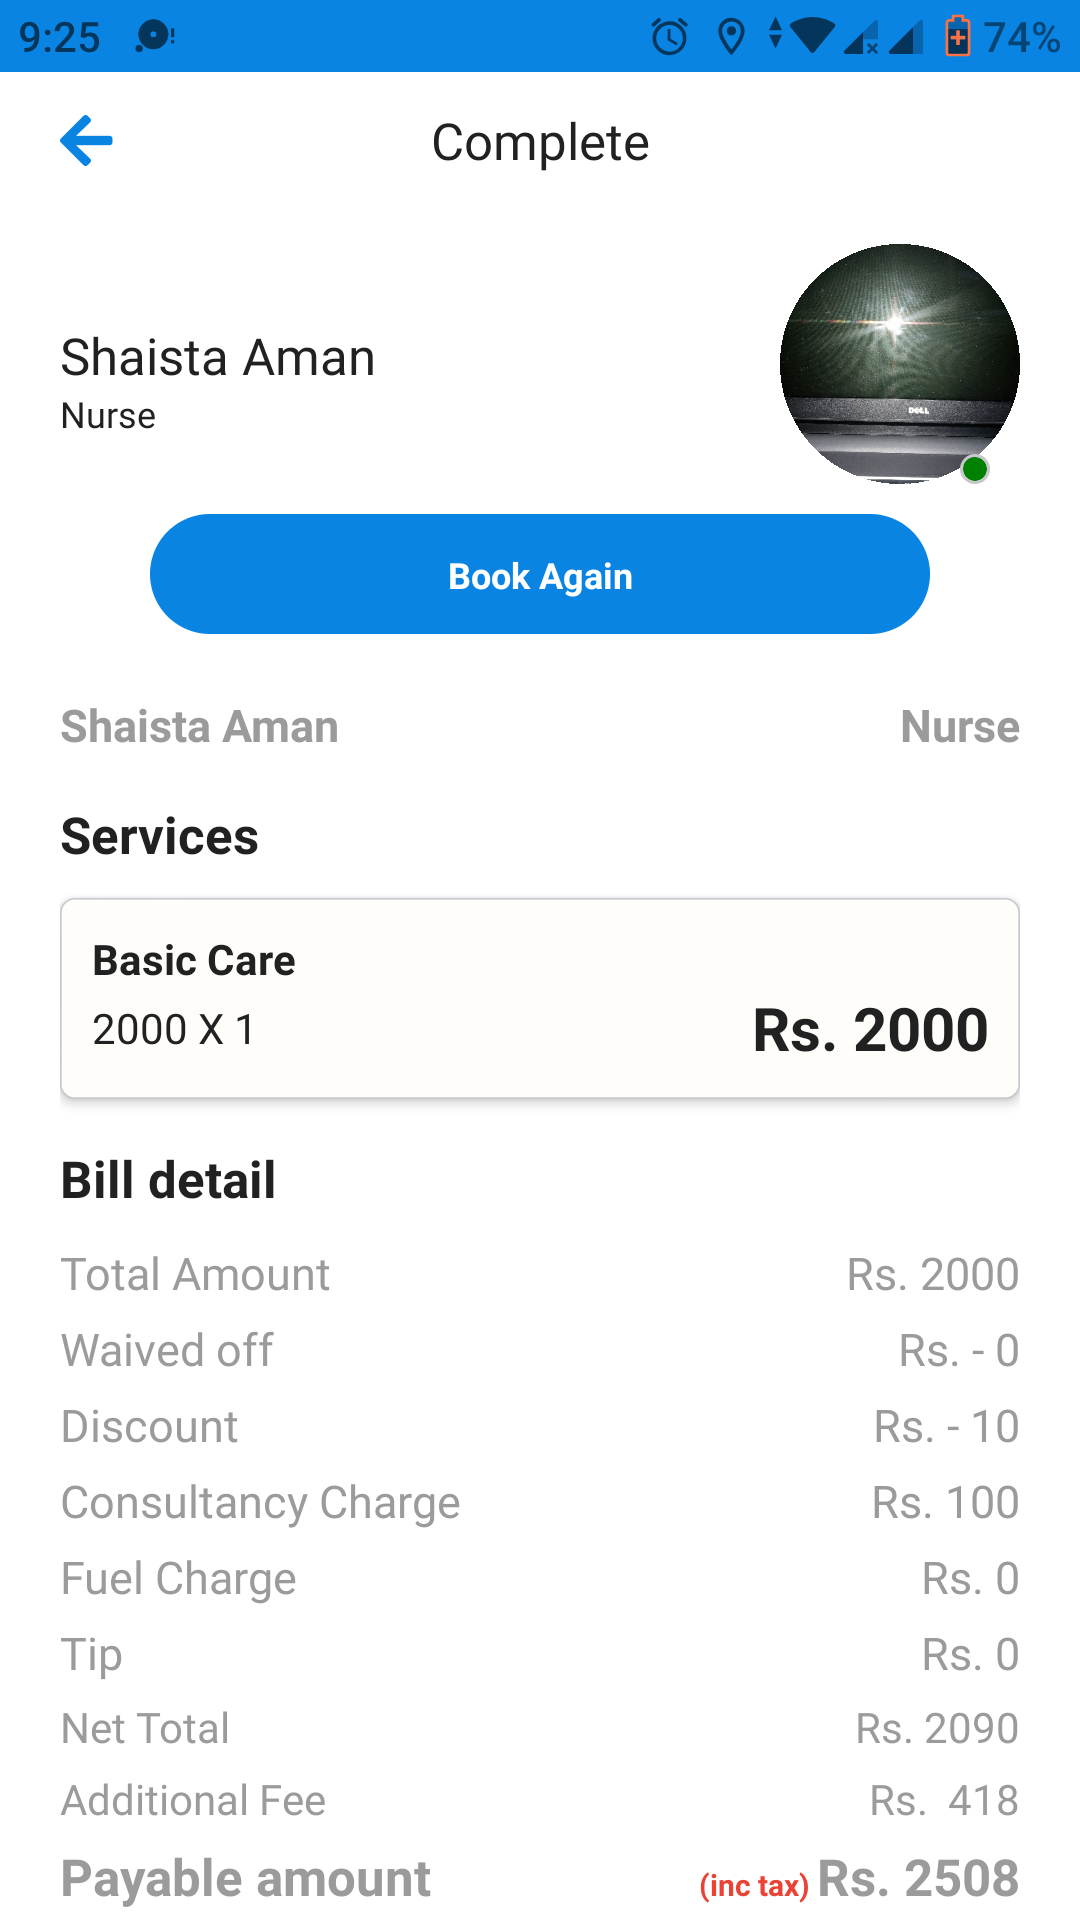 9:25 74%
Complete
Shaista Aman
Nurse
DELL
Book Again
Shaista Aman Nurse
Services
Basic Care
2000 X 1 Rs. 2000
Bill detail
Total Amount Rs. 2000
Waived off Rs. - 0
Discount Rs. - 10
Consultancy Charge Rs. 100
Fuel Charge Rs. 0
Tip Rs. 0
Net Total Rs. 2090
Additional Fee Rs. 418
Payable amount (inc tax) Rs. 2508